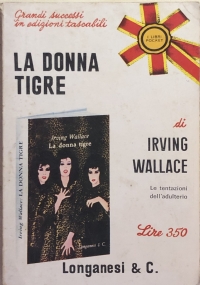 Grandi successi
in edizioni tascabili
I LIBRI
POCKET
LA DONNA
TIGRE
Irving Wallace: LA DONNA TIGRE
Irving Wallace
La donna tigre
Longanesi & C.
di
IRVING
WALLACE
Le tentazioni
dell'adulterio
Lire 350
Longanesi & C.